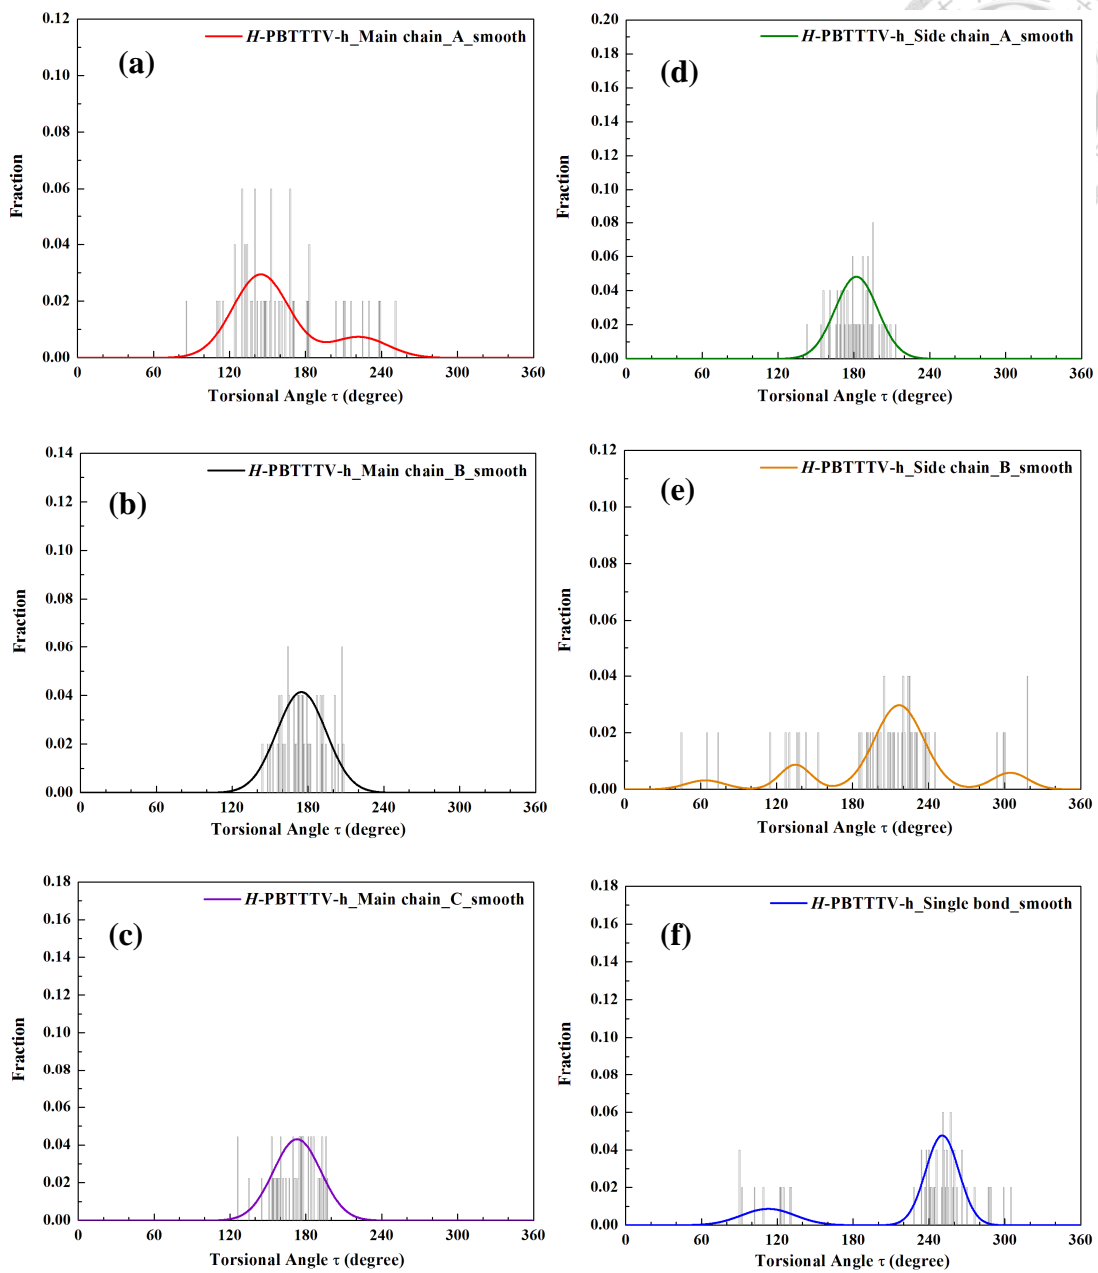 (a)
H-PBTTTV-h_Main chain_A_smooth
0.12
0.10
0.08
0.06
0.04
0.02
0.00
Fraction
0 60 120 180 240 300 360
Torsional Angle τ (degree)
(d)
H-PBTTTV-h_Side chain_A_smooth
0.20
0.18
0.16
0.14
0.12
0.10
0.08
0.06
0.04
0.02
0.00
Fraction
0 60 120 180 240 300 360
Torsional Angle τ (degree)
(b)
H-PBTTTV-h_Main chain_B_smooth
0.14
0.12
0.10
0.08
0.06
0.04
0.02
0.00
Fraction
0 60 120 180 240 300 360
Torsional Angle τ (degree)
(e)
H-PBTTTV-h_Side chain_B_smooth
0.12
0.10
0.08
0.06
0.04
0.02
0.00
Fraction
0 60 120 180 240 300 360
Torsional Angle τ (degree)
(c)
H-PBTTTV-h_Main chain_C_smooth
0.18
0.16
0.14
0.12
0.10
0.08
0.06
0.04
0.02
0.00
Fraction
0 60 120 180 240 300 360
Torsional Angle τ (degree)
(f)
H-PBTTTV-h_Single bond_smooth
0.18
0.16
0.14
0.12
0.10
0.08
0.06
0.04
0.02
0.00
Fraction
0 60 120 180 240 300 360
Torsional Angle τ (degree)